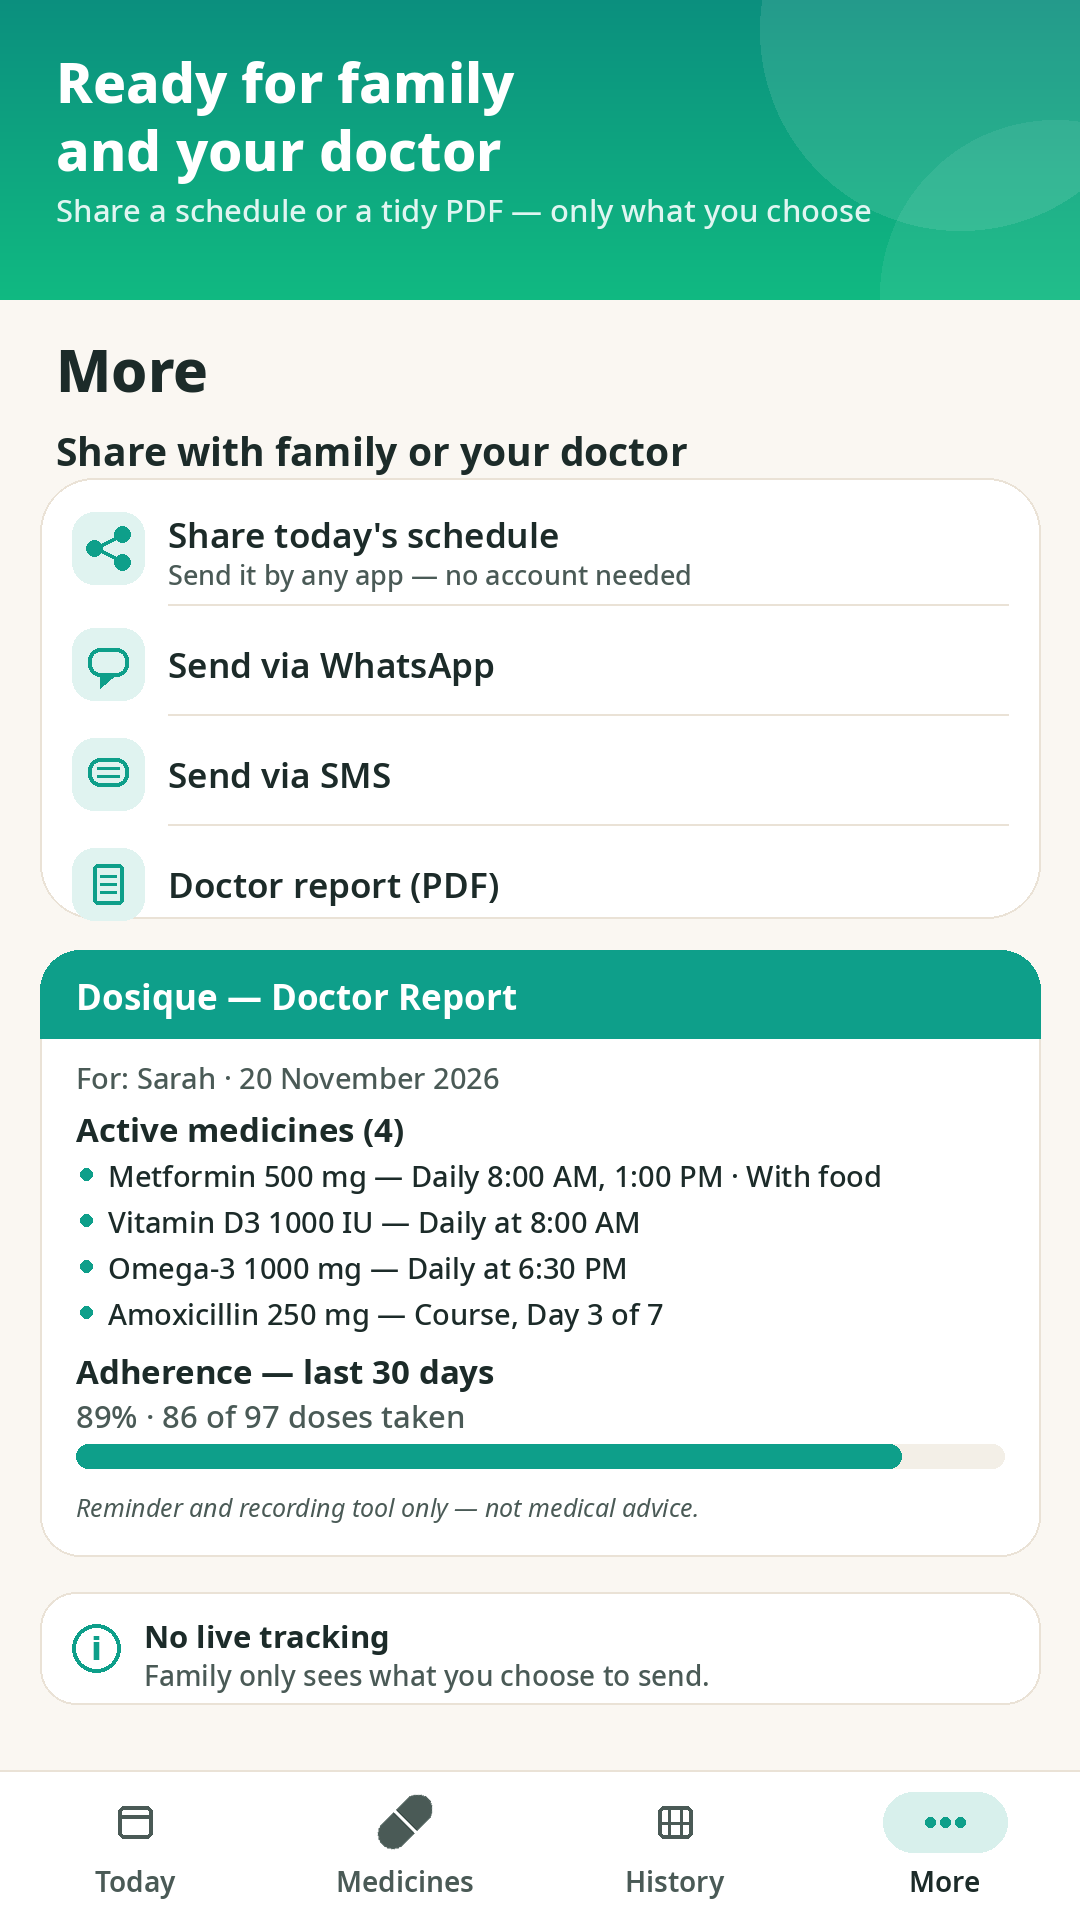 Ready for family
and your doctor
Share a schedule or a tidy PDF — only what you choose
More
Share with family or your doctor
Share today's schedule
Send it by any app — no account needed
Send via WhatsApp
Send via SMS
Doctor report (PDF)
Dosique — Doctor Report
For: Sarah · 20 November 2026
Active medicines (4)
Metformin 500 mg — Daily 8:00 AM, 1:00 PM · With food
Vitamin D3 1000 IU — Daily at 8:00 AM
Omega-3 1000 mg — Daily at 6:30 PM
Amoxicillin 250 mg — Course, Day 3 of 7
Adherence — last 30 days
89% · 86 of 97 doses taken
Reminder and recording tool only — not medical advice.
No live tracking
Family only sees what you choose to send.
Today
Medicines
History
More